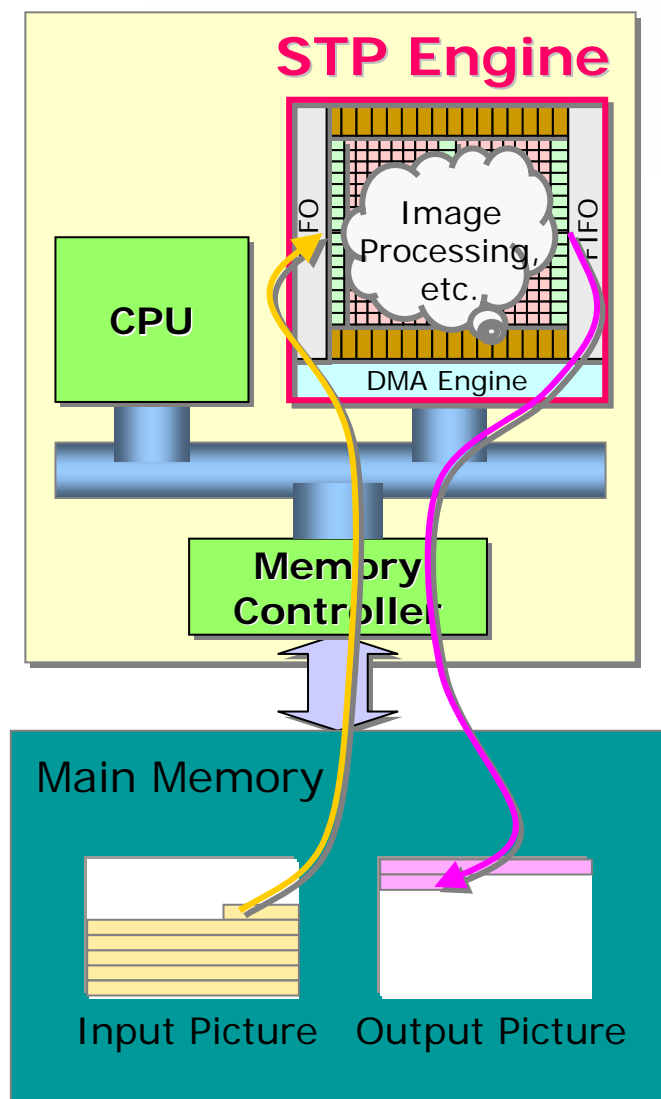 STP Engine
FO
Image
Processing,
etc.
FIFO
CPU
DMA Engine
Memory
Controller
Main Memory
Input Picture
Output Picture